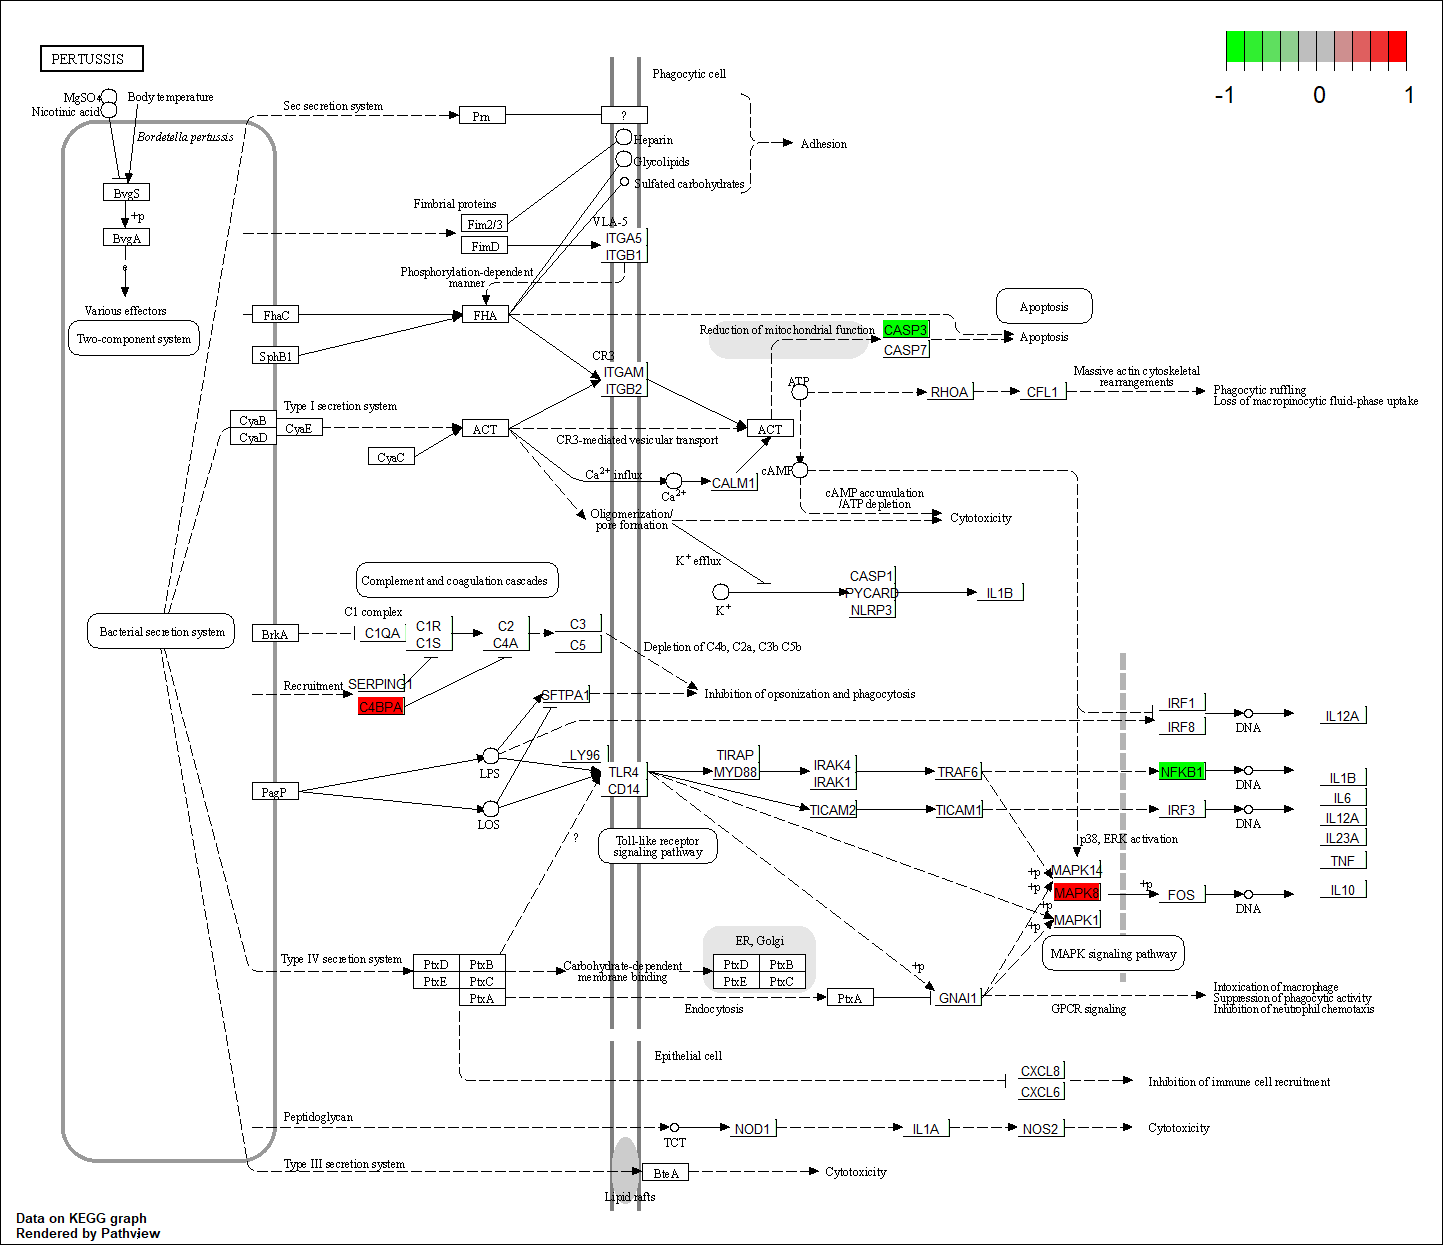 PERTUSSIS
-1
0
1
MgSO4
Nicotinic acid
Body temperature
Bordetella pertussis
BvgS
+p
BvgA
e
Various effectors
Two-component system
Sec secretion system
Prn
?
Phagocytic cell
Heparin
Glycolipids
Sulfated carbohydrates
Adhesion
Fimbrial proteins
Fim2/3
FimD
VLA-5
ITGA5
ITGB1
Phosphorylation-dependent
manner
FhaC
FHA
SphB1
CR3
ITGAM
ITGB2
Reduction of mitochondrial function
CASP3
CASP7
Apoptosis
Apoptosis
ATP
RHOA
CFL1
Massive actin cytoskeletal
rearrangements
Phagocytic ruffling
Loss of macropinocytic fluid-phase uptake
Type I secretion system
CyaB
CyaD
CyaE
CyaC
ACT
ACT
CR3-mediated vesicular transport
Ca2+ influx
Ca2+
CALM1
cAMP
cAMP accumulation
/ATP depletion
Cytotoxicity
Oligomerization/
pore formation
K+ efflux
K+
CASP1
PYCARD
NLRP3
IL1B
Complement and coagulation cascades
Bacterial secretion system
BrkA
C1 complex
C1QA
C1R
C1S
C2
C4A
C3
C5
Depletion of C4b, C2a, C3b C5b
Recruitment
SERPING1
C4BPA
SFTPA1
Inhibition of opsonization and phagocytosis
IRF1
IRF8
DNA
IL12A
LPS
LOS
PagP
LY96
TLR4
CD14
TIRAP
MYD88
IRAK4
IRAK1
TRAF6
NFKB1
DNA
IL1B
IL6
IL12A
IL23A
TNF
IL10
TICAM2
TICAM1
IRF3
DNA
?
Toll-like receptor
signaling pathway
p38, ERK activation
+p
MAPK14
+p
MAPK8
+p
+p
MAPK1
+p
FOS
DNA
MAPK signaling pathway
Type IV secretion system
PtxD
PtxB
PtxE
PtxC
PtxA
Carbohydrate-dependent
membrane binding
ER, Golgi
PtxD
PtxB
PtxE
PtxC
Endocytosis
PtxA
+p
GNAI1
GPCR signaling
Intoxication of macrophage
Suppression of phagocytic activity
Inhibition of neutrophil chemotaxis
Epithelial cell
CXCL8
CXCL6
Inhibition of immune cell recruitment
Peptidoglycan
TCT
NOD1
IL1A
NOS2
Cytotoxicity
Type III secretion system
BteA
Cytotoxicity
Lipid rafts
Data on KEGG graph
Rendered by Pathview